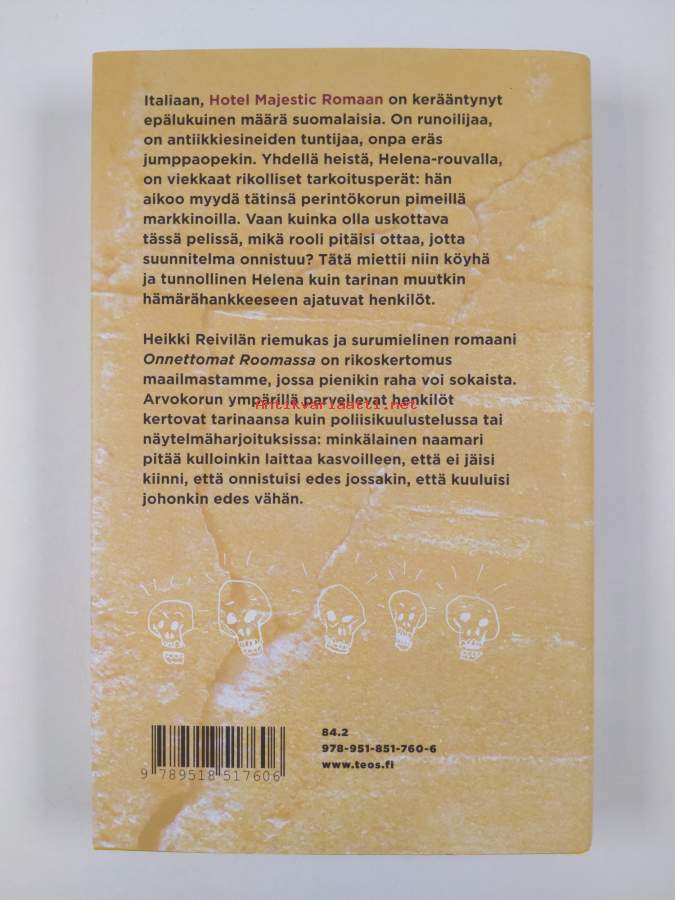 Italiaan, Hotel Majestic Romaan on kerääntynyt
epälukuinen määrä suomalaisia. On runoilijaa,
on antiikkiesineiden tuntijaa, onpa eräs
jumppaopekin. Yhdellä heistä, Helena-rouvalla,
on viekkaat rikolliset tarkoitusperät: hän
aikoo myydä tätinsä perintökorun pimeillä
markkinoilla. Vaan kuinka olla uskottava
tässä pelissä, mikä rooli pitäisi ottaa, jotta
suunnitelma onnistuu? Tätä miettii niin köyhä
ja tunnollinen Helena kuin tarinan muutkin
hämärähankkeeseen ajatuvat henkilöt.
Heikki Reivilän riemukas ja surumielinen romaani
Onnettomat Roomassa on rikoskertomus
maailmastamme, jossa pienikin raha voi sokaista.
Arvokorun ympärillä parveilevat henkilöt
Antikvariaatti.net
kertovat tarinaansa kuin poliisikuulustelussa tai
näytelmäharjoituksissa: minkälainen naamari
pitää kulloinkin laittaa kasvoilleen, että ei jäisi
kiinni, että onnistuisi edes jossakin, että kuuluisi
johonkin edes vähän.
84.2
978-951-851-760-6
www.teos.fi
9 789518 517606